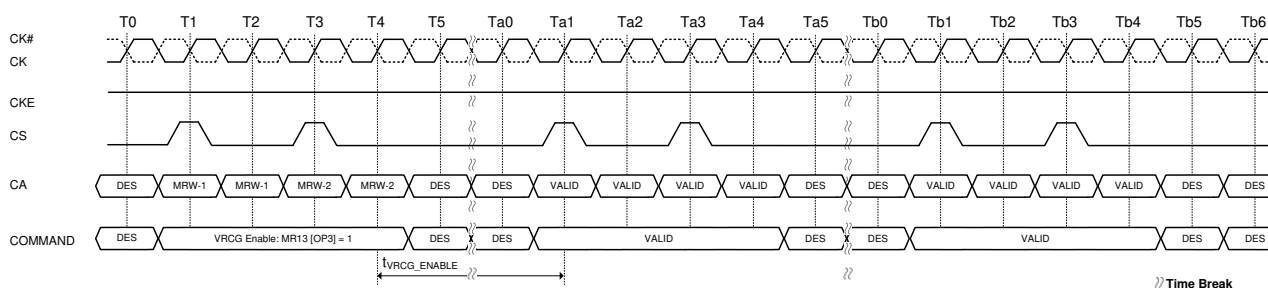 T0 T1 T2 T3 T4 T5 Ta0 Ta1 Ta2 Ta3 Ta4 Ta5 Tb0 Tb1 Tb2 Tb3 Tb4 Tb5 Tb6
CK#
CK
CKE
CS
CA DES MRW-1 MRW-1 MRW-2 MRW-2 DES DES VALID VALID VALID VALID DES DES VALID VALID VALID VALID DES DES
COMMAND DES VRCG Enable: MR13 [OP3] = 1 DES DES VALID DES DES VALID DES DES
tVRCG_ENABLE
Time Break